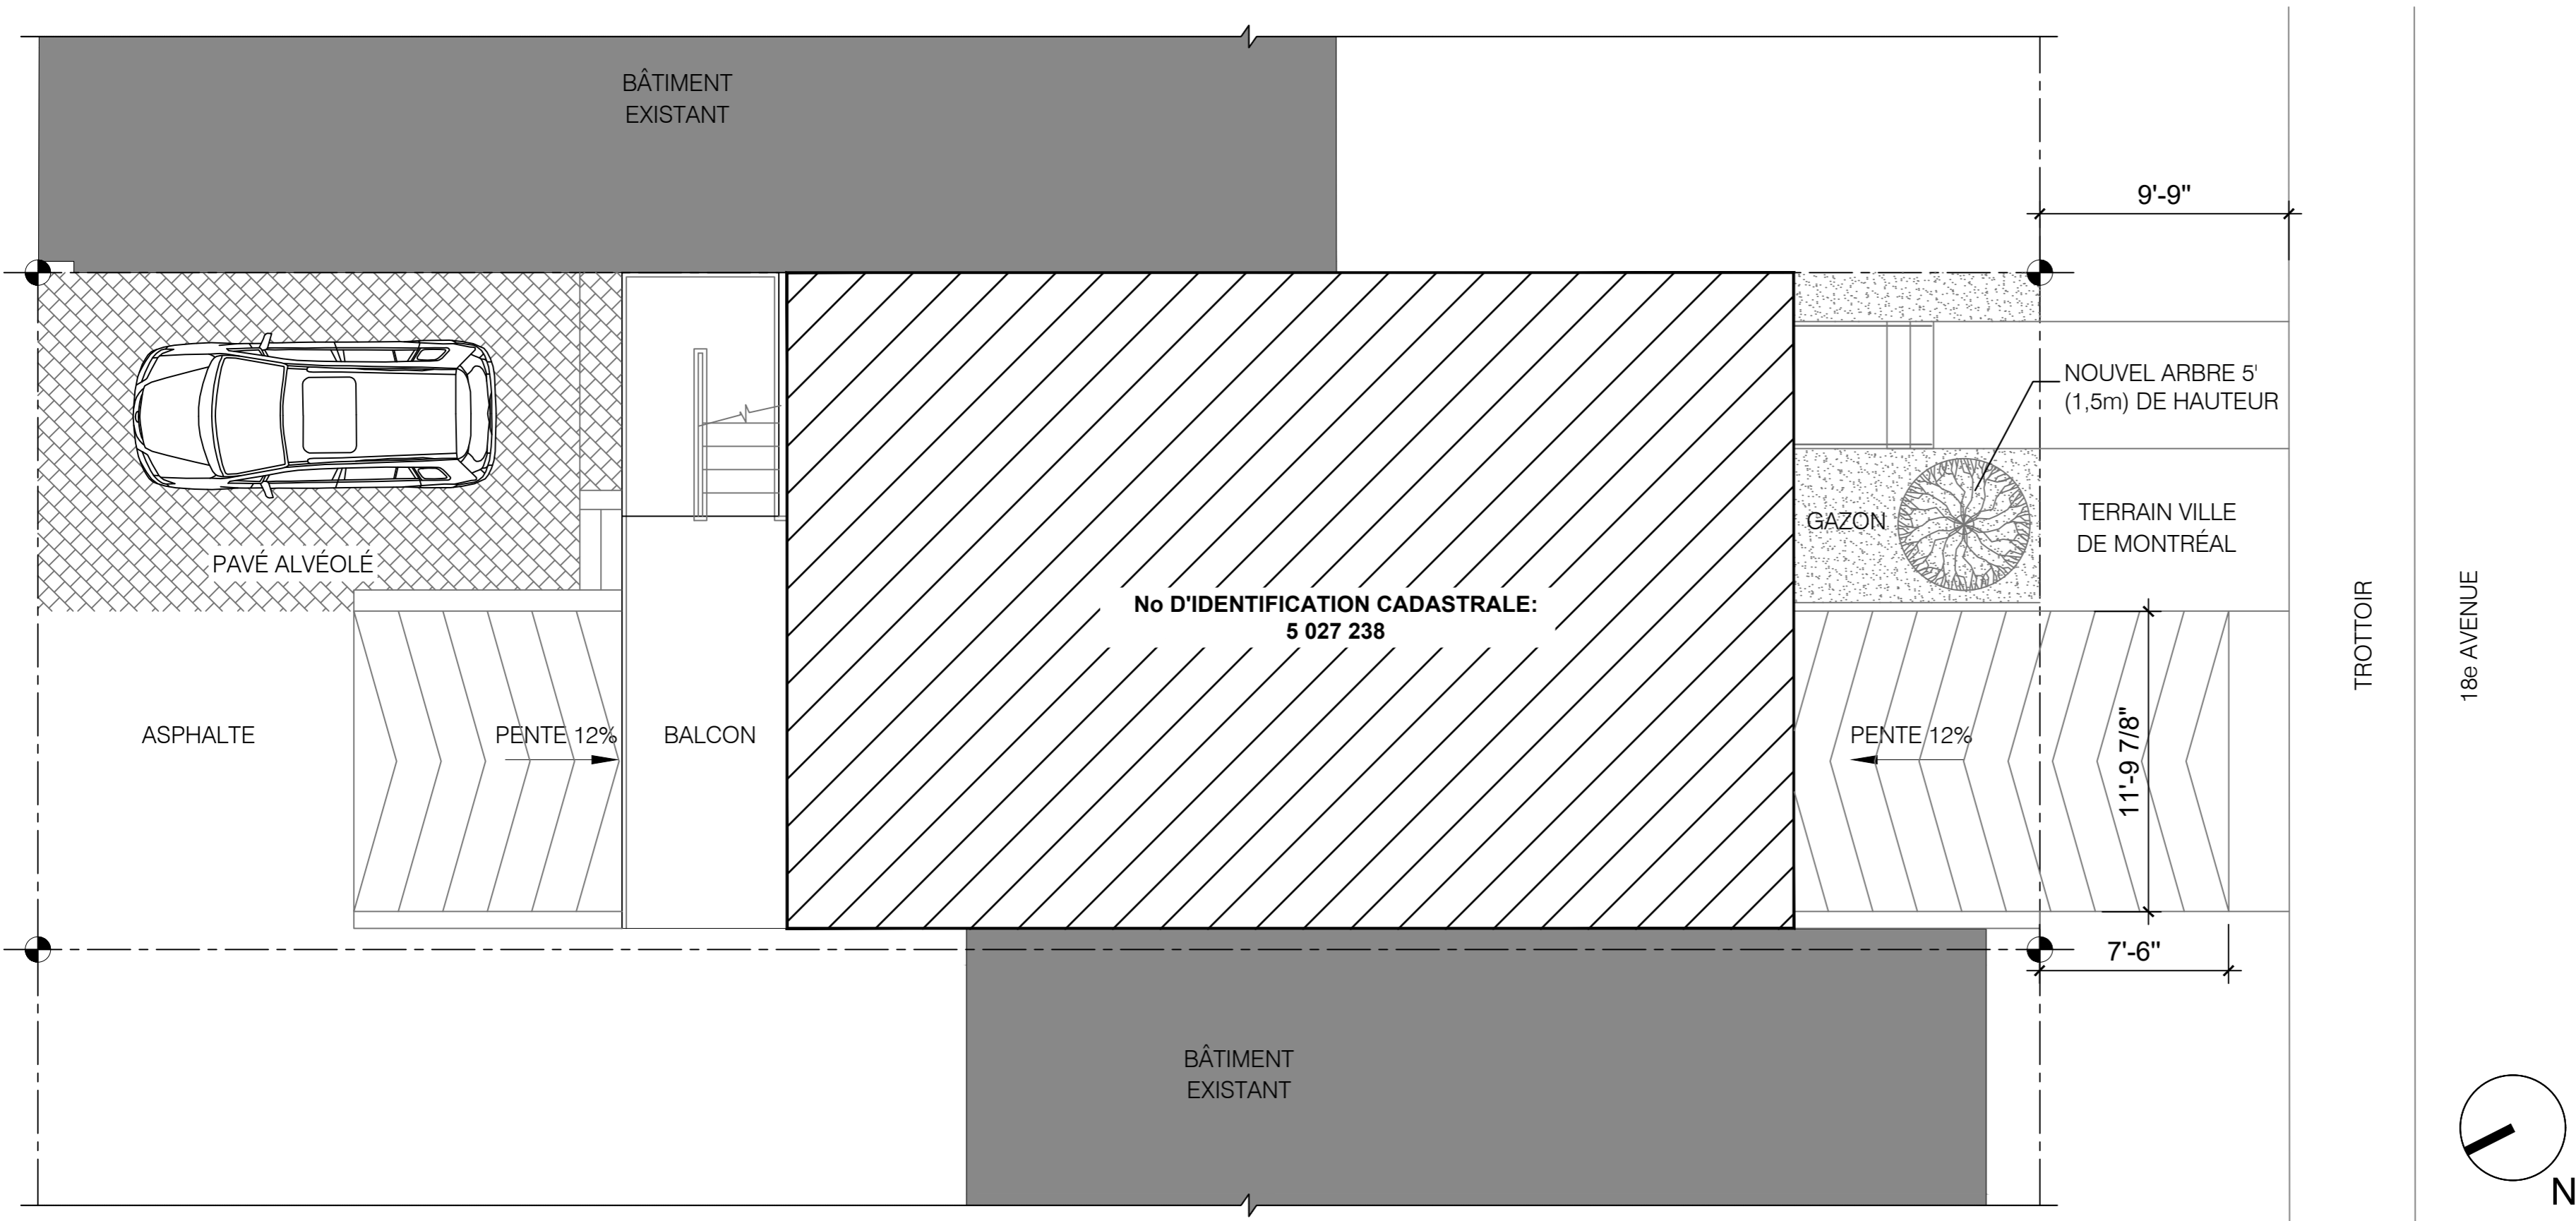 BÂTIMENT
EXISTANT
9'-9"
NOUVEL ARBRE 5'
(1,5m) DE HAUTEUR
GAZON
TERRAIN VILLE
DE MONTRÉAL
PAVÉ ALVÉOLÉ
No D'IDENTIFICATION CADASTRALE:
5 027 238
TROTTOIR
18e AVENUE
ASPHALTE
PENTE 12%
BALCON
PENTE 12%
11'-9 7/8"
7'-6"
BÂTIMENT
EXISTANT
N